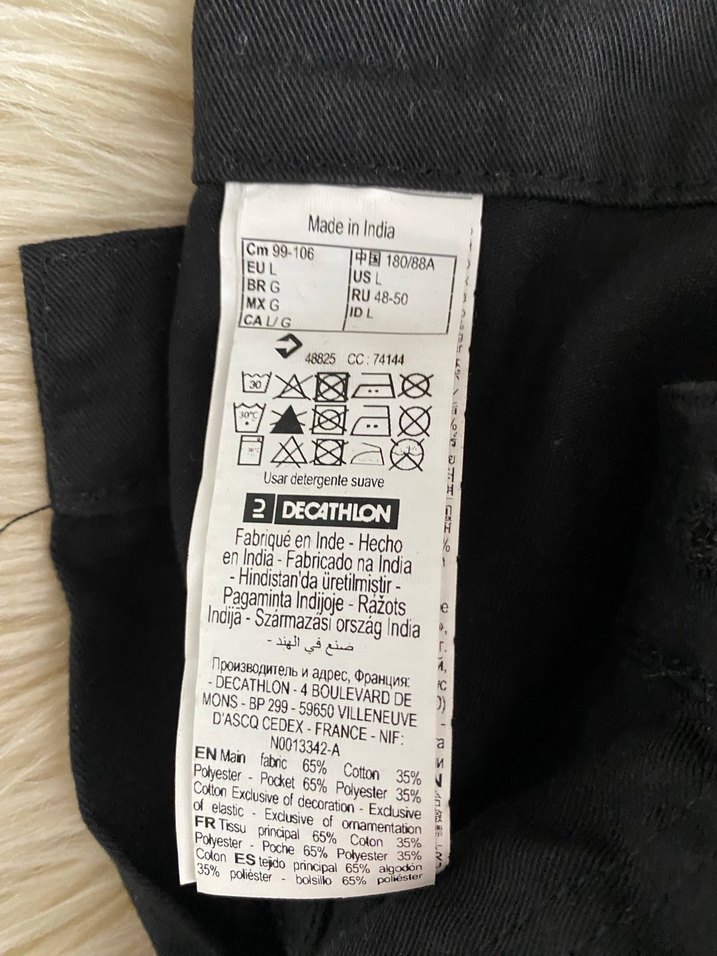 Made in India
Cm 99-106
EU L
BR G
MX G
CA L/G
中国 180/88A
US L
RU 48-50
ID L
48825 CC : 74144
30
30°C
Usar detergente suave
DECATHLON
Fabriqué en Inde - Hecho
en India - Fabricado na India
- Hindistan'da üretilmiştir -
Pagaminta Indijoje - Ražots
Indijā - Származási ország India
- صنع في الهند
Производитель и адрес, Франция:
- DECATHLON - 4 BOULEVARD DE
MONS - BP 299 - 59650 VILLENEUVE
D'ASCQ CEDEX - FRANCE - NIF:
N0013342-A
EN Main fabric 65% Cotton 35%
Polyester - Pocket 65% Polyester 35%
Cotton Exclusive of decoration - Exclusive
of elastic - Exclusive of ornamentation
FR Tissu principal 65% Coton 35%
Polyester - Poche 65% Polyester 35%
Coton ES tejido principal 65% algodón
35% poliéster - bolsillo 65% poliéster